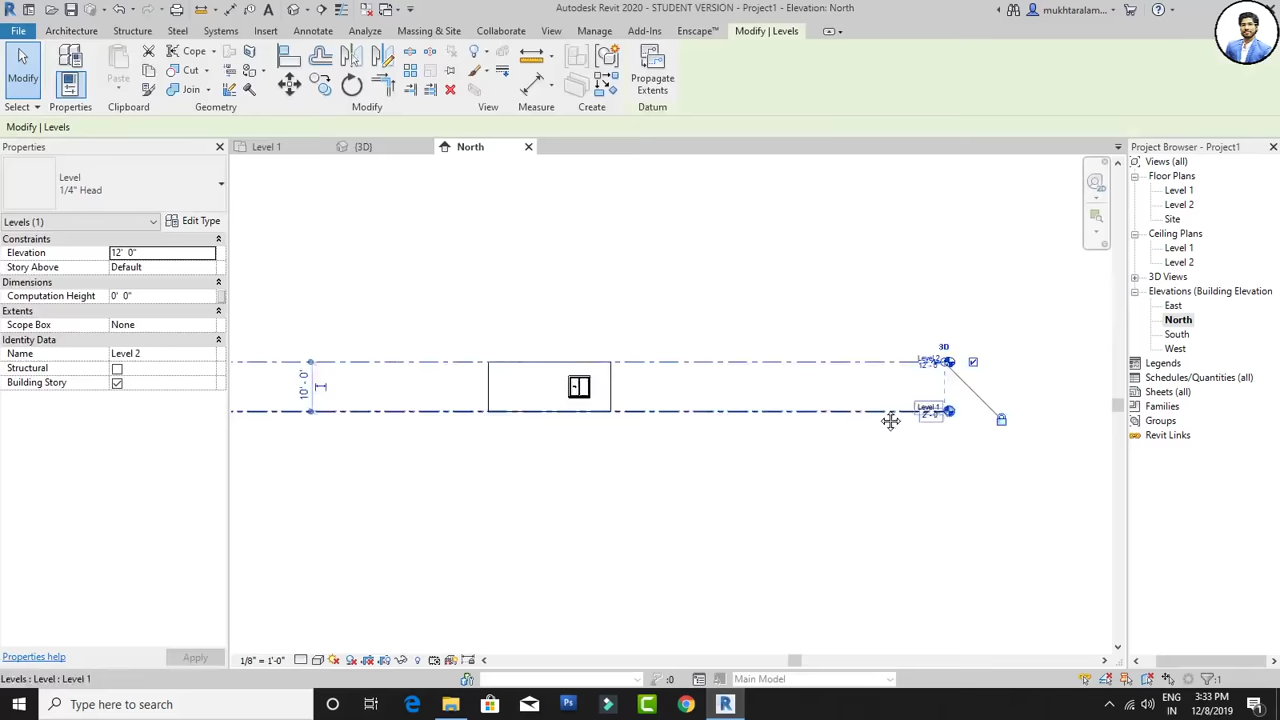 Autodesk Revit 2020 - STUDENT VERSION - Project1 - Elevation: North
mukhtaralam...
File Architecture Structure Steel Systems Insert Annotate Analyze Massing & Site Collaborate View Manage Add-Ins Enscape™ Modify | Levels
Modify
Paste
Cope
Cut
Join
Propagate
Extents
Select Properties Clipboard Geometry Modify View Measure Create Datum
Modify | Levels
Properties
Level 1
{3D}
North
Project Browser - Project1
Level
1/4" Head
Levels (1)
Edit Type
Constraints
Elevation 12' 0"
Story Above Default
Dimensions
Computation Height 0' 0"
Extents
Scope Box None
Identity Data
Name Level 2
Structural
Building Story
Properties help
Apply
10' - 0"
3D
Level 2
Level 1
Views (all)
Floor Plans
Level 1
Level 2
Site
Ceiling Plans
Level 1
Level 2
3D Views
Elevations (Building Elevation
East
North
South
West
Legends
Schedules/Quantities (all)
Sheets (all)
Families
Groups
Revit Links
1/8" = 1'-0"
Levels : Level : Level 1
:0
Main Model
:1
Type here to search
ENG
IN
3:33 PM
12/8/2019